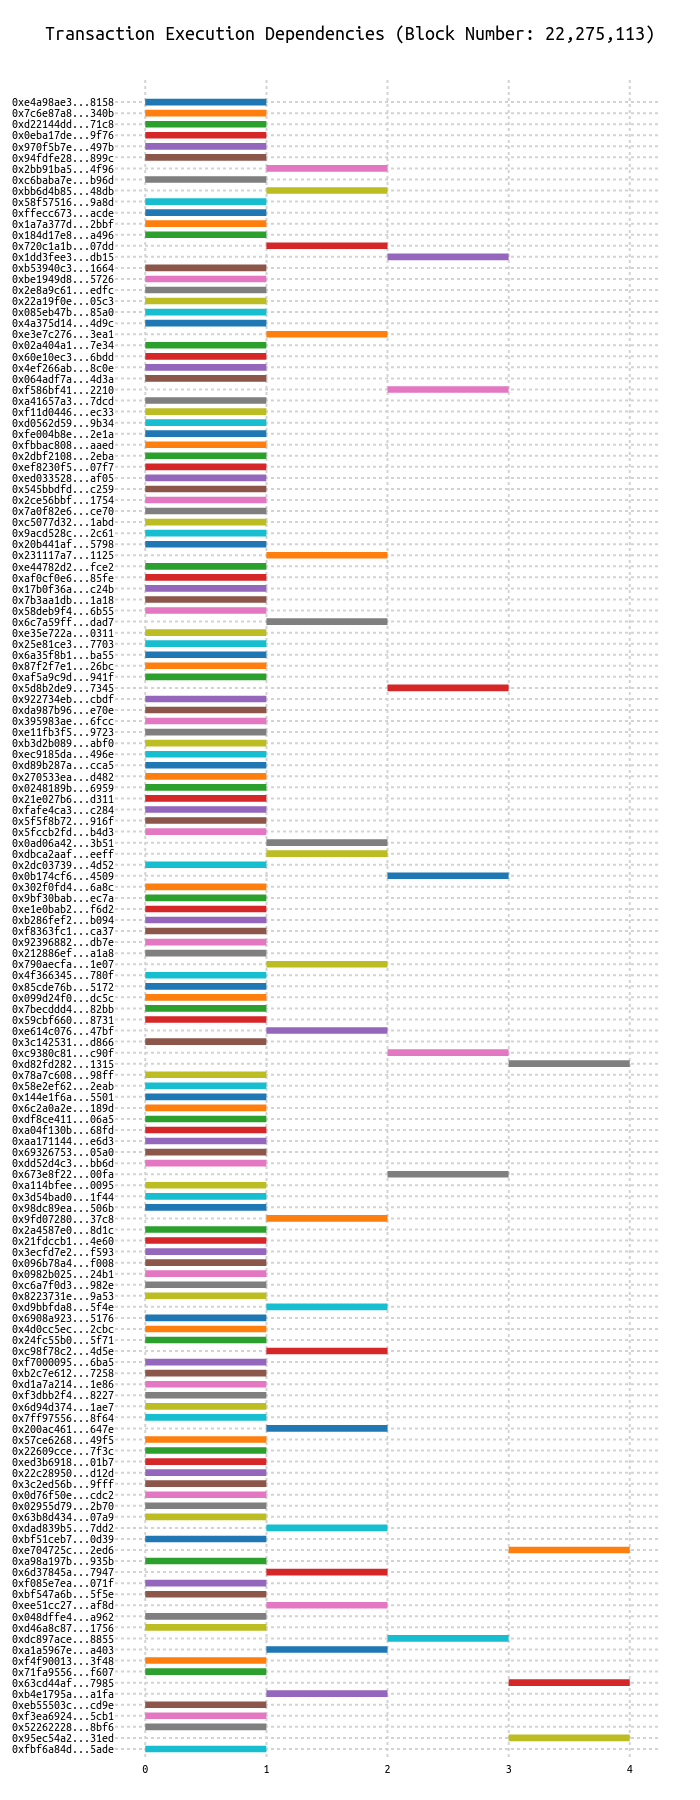 Transaction Execution Dependencies (Block Number: 22,275,113)
0xe4a98ae3...8158
0x7c6e87a8...340b
0xd22144dd...71c8
0x0eba17de...9f76
0x970f5b7e...497b
0x94fdfe28...899c
0x2bb91ba5...4f96
0xc6baba7e...b96d
0xbb6d4b85...48db
0x58f57516...9a8d
0xffecc673...acde
0x1a7a377d...2bbf
0x184d17e8...a496
0x720c1a1b...07dd
0x1dd3fee3...db15
0xb53940c3...1664
0xbe1949d8...5726
0x2e8a9c61...edfc
0x22a19f0e...05c3
0x085eb47b...85a0
0x4a375d14...4d9c
0xe3e7c276...3ea1
0x02a404a1...7e34
0x60e10ec3...6bdd
0x4ef266ab...8c0e
0x064adf7a...4d3a
0xf586bf41...2210
0xa41657a3...7dcd
0xf11d0446...ec33
0xd0562d59...9b34
0xfe004b8e...2e1a
0xfbbac808...aaed
0x2dbf2108...2eba
0xef8230f5...07f7
0xed033528...af05
0x545bbdfd...c259
0x2ce56bbf...1754
0x7a0f82e6...ce70
0xc5077d32...1abd
0x9acd528c...2c61
0x20b441af...5798
0x231117a7...1125
0xe44782d2...fce2
0xaf0cf0e6...85fe
0x17b0f36a...c24b
0x7b3aa1db...1a18
0x58deb9f4...6b55
0x6c7a59ff...dad7
0xe35e722a...0311
0x25e81ce3...7703
0x6a35f8b1...ba55
0x87f2f7e1...26bc
0xaf5a9c9d...941f
0x5d8b2de9...7345
0x922734eb...cbdf
0xda987b96...e70e
0x395983ae...6fcc
0xe11fb3f5...9723
0xb3d2b089...abf0
0xec9185da...496e
0xd89b287a...cca5
0x270533ea...d482
0x0248189b...6959
0x21e027b6...d311
0xfafe4ca3...c284
0x5f5f8b72...916f
0x5fccb2fd...b4d3
0x0ad06a42...3b51
0xdbca2aaf...eeff
0x2dc03739...4d52
0x0b174cf6...4509
0x302f0fd4...6a8c
0x9bf30bab...ec7a
0xe1e0bab2...f6d2
0xb286fef2...b094
0xf8363fc1...ca37
0x92396882...db7e
0x212886ef...a1a8
0x790aecfa...1e07
0x4f366345...780f
0x85cde76b...5172
0x099d24f0...dc5c
0x7becddd4...82bb
0x59cbf660...8731
0xe614c076...47bf
0x3c142531...d866
0xc9380c81...c90f
0xd82fd282...1315
0x78a7c608...98ff
0x58e2ef62...2eab
0x144e1f6a...5501
0x6c2a0a2e...189d
0xdf8ce411...06a5
0xa04f130b...68fd
0xaa171144...e6d3
0x69326753...05a0
0xdd52d4c3...bb6d
0x673e8f22...00fa
0xa114bfee...0095
0x3d54bad0...1f44
0x98dc89ea...506b
0x9fd07280...37c8
0x2a4587e0...8d1c
0x21fdccb1...4e60
0x3ecfd7e2...f593
0x096b78a4...f008
0x0982b025...24b1
0xc6a7f0d3...982e
0x8223731e...9a53
0xd9bbfda8...5f4e
0x6908a923...5176
0x4d0cc5ec...2cbc
0x24fc55b0...5f71
0xc98f78c2...4d5e
0xf7000095...6ba5
0xb2c7e612...7258
0xd1a7a214...1e86
0xf3dbb2f4...8227
0x6d94d374...1ae7
0x7ff97556...8f64
0x200ac461...647e
0x57ce6268...49f5
0x22609cce...7f3c
0xed3b6918...01b7
0x22c28950...d12d
0x3c2ed56b...9fff
0x0d76f50e...cdc2
0x02955d79...2b70
0x63b8d434...07a9
0xdad839b5...7dd2
0xbf51ceb7...0d39
0xe704725c...2ed6
0xa98a197b...935b
0x6d37845a...7947
0xf085e7ea...071f
0xbf547a6b...5f5e
0xee51cc27...af8d
0x048dffe4...a962
0xd46a8c87...1756
0xdc897ace...8855
0xa1a5967e...a403
0xf4f90013...3f48
0x71fa9556...f607
0x63cd44af...7985
0xb4e1795a...a1fa
0xeb55503c...cd9e
0xf3ea6924...5cb1
0x52262228...8bf6
0x95ec54a2...31ed
0xfbf6a84d...5ade
0 1 2 3 4